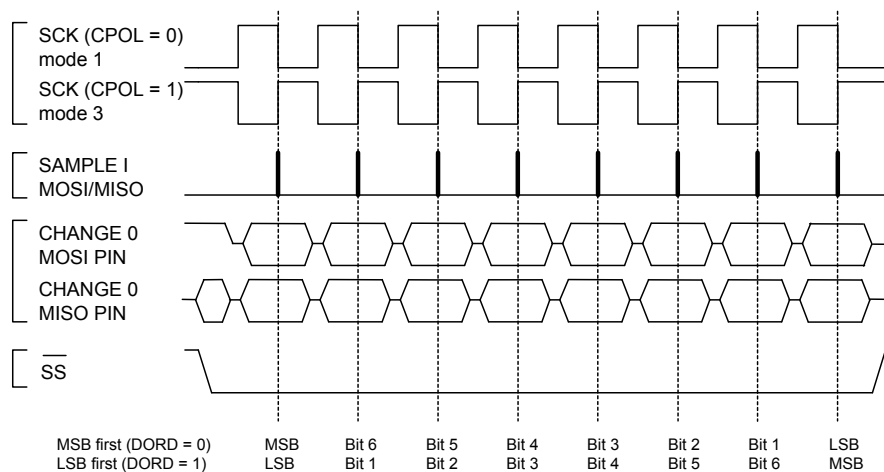 SCK (CPOL = 0)
mode 1
SCK (CPOL = 1)
mode 3
SAMPLE I
MOSI/MISO
CHANGE 0
MOSI PIN
CHANGE 0
MISO PIN
SS
MSB first (DORD = 0) MSB Bit 6 Bit 5 Bit 4 Bit 3 Bit 2 Bit 1 LSB
LSB first (DORD = 1) LSB Bit 1 Bit 2 Bit 3 Bit 4 Bit 5 Bit 6 MSB